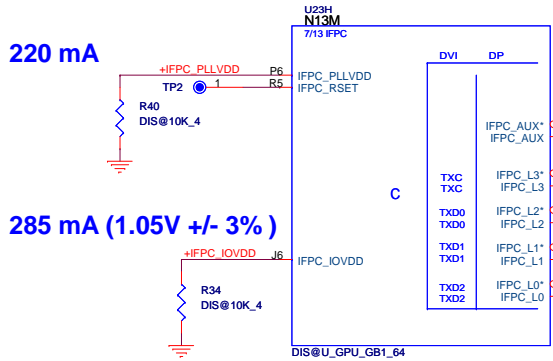 U23H
N13M
7/13 IFPC
220 mA
DVI DP
+IFPC_PLLVDD P6 IFPC_PLLVDD
TP2 1 R5 IFPC_RSET
R40
DIS@10K_4
IFPC_AUX*
IFPC_AUX
TXC IFPC_L3*
TXC IFPC_L3
C
285 mA (1.05V +/- 3% )
TXD0 IFPC_L2*
TXD0 IFPC_L2
TXD1 IFPC_L1*
TXD1 IFPC_L1
+IFPC_IOVDD J6 IFPC_IOVDD
TXD2 IFPC_L0*
TXD2 IFPC_L0
R34
DIS@10K_4
DIS@U_GPU_GB1_64